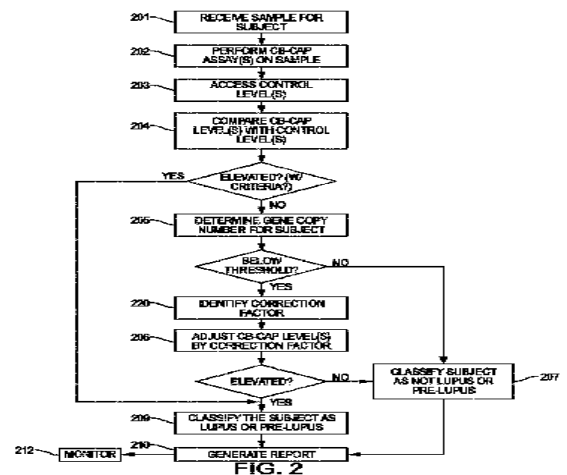 201
RECEIVE SAMPLE FOR
SUBJECT
202
PERFORM CB-CAP
ASSAY(S) ON SAMPLE
203
ACCESS CONTROL
LEVEL(S)
204
COMPARE CB-CAP
LEVEL(S) WITH CONTROL
LEVEL(S)
YES
ELEVATED? (W/
CRITERIA?)
NO
205
DETERMINE GENE COPY
NUMBER FOR SUBJECT
BELOW
THRESHOLD?
NO
YES
220
IDENTIFY CORRECTION
FACTOR
206
ADJUST CB-CAP LEVEL(S)
BY CORRECTION FACTOR
ELEVATED?
NO
CLASSIFY SUBJECT
AS NOT LUPUS OR
PRE-LUPUS
207
YES
209
CLASSIFY THE SUBJECT AS
LUPUS OR PRE-LUPUS
212
MONITOR
210
GENERATE REPORT
FIG. 2